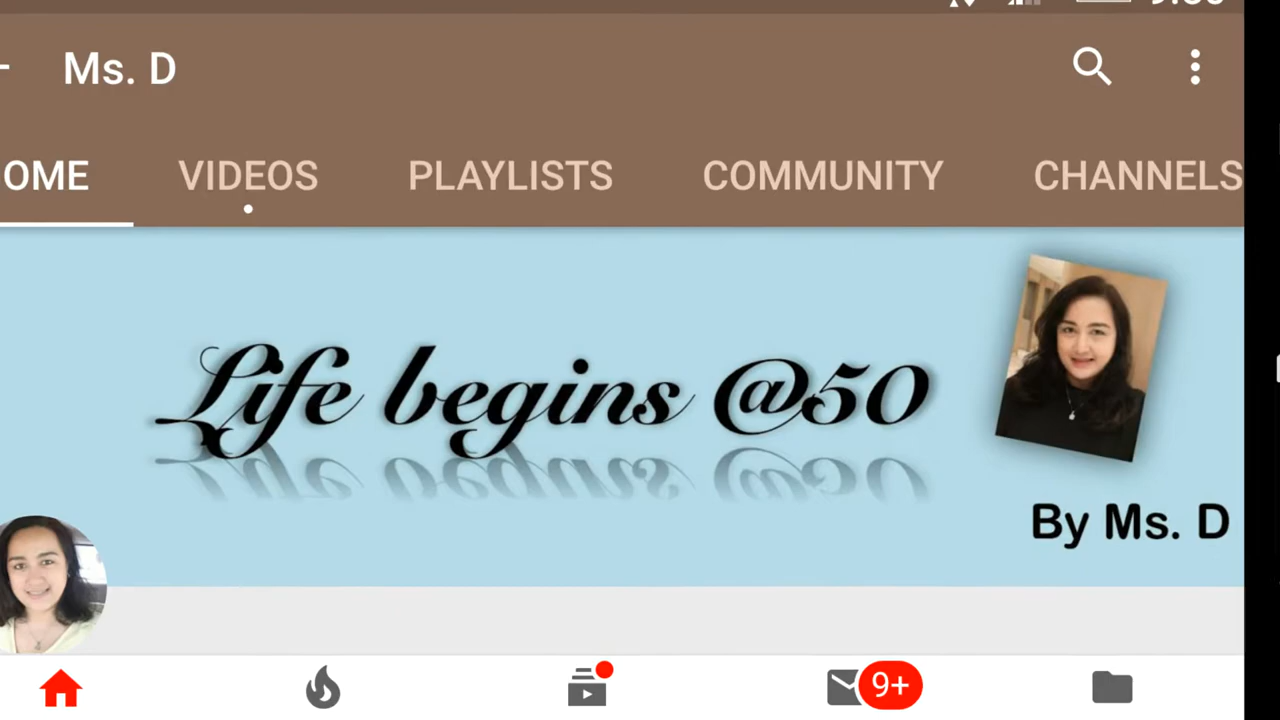 Ms. D
OME VIDEOS PLAYLISTS COMMUNITY CHANNELS
Life begins @50
By Ms. D
9+